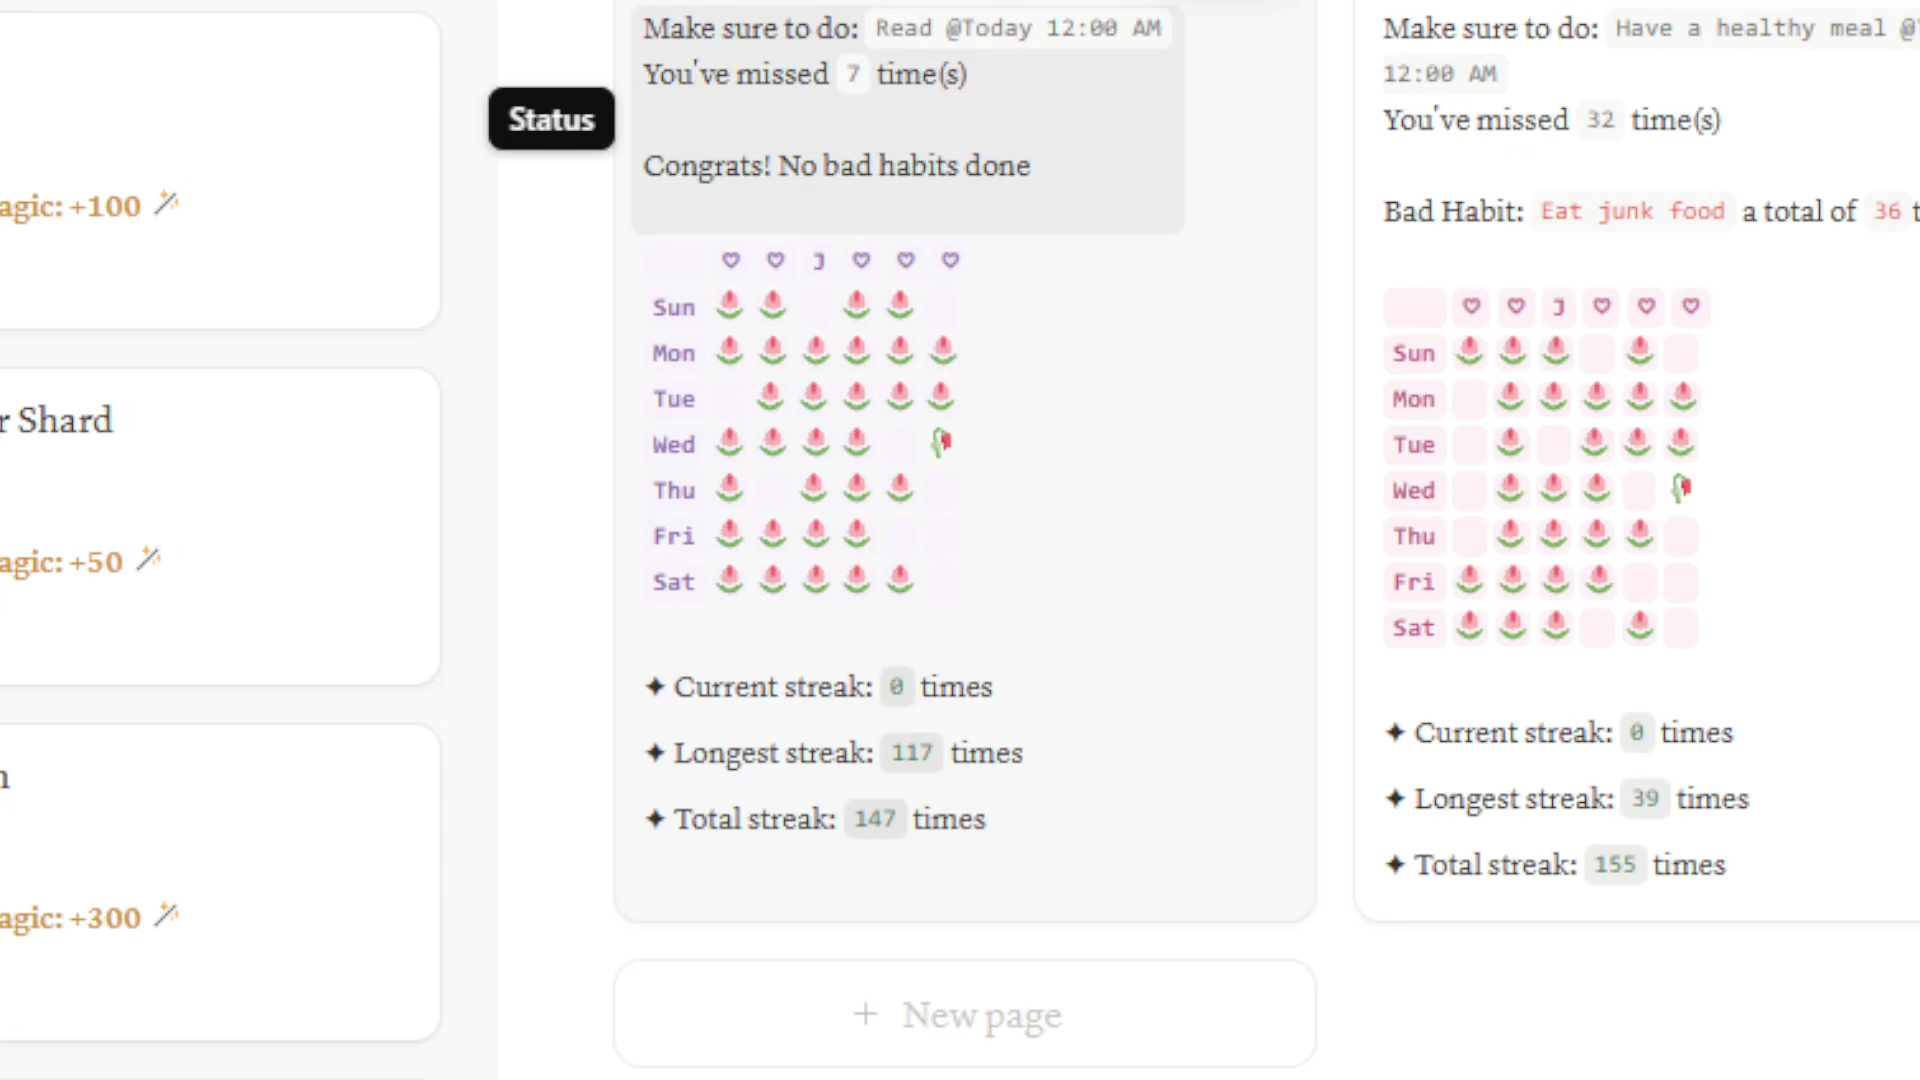 agic: +100
r Shard
agic: +50
agic: +300
Status
Make sure to do: Read @Today 12:00 AM
You've missed 7 time(s)
Congrats! No bad habits done
♡ ♡ J ♡ ♡ ♡
Sun
Mon
Tue
Wed
Thu
Fri
Sat
✦ Current streak: 0 times
✦ Longest streak: 117 times
✦ Total streak: 147 times
+ New page
Make sure to do: Have a healthy meal @
12:00 AM
You've missed 32 time(s)
Bad Habit: Eat junk food a total of 36 t
♡ ♡ J ♡ ♡ ♡
Sun
Mon
Tue
Wed
Thu
Fri
Sat
✦ Current streak: 0 times
✦ Longest streak: 39 times
✦ Total streak: 155 times